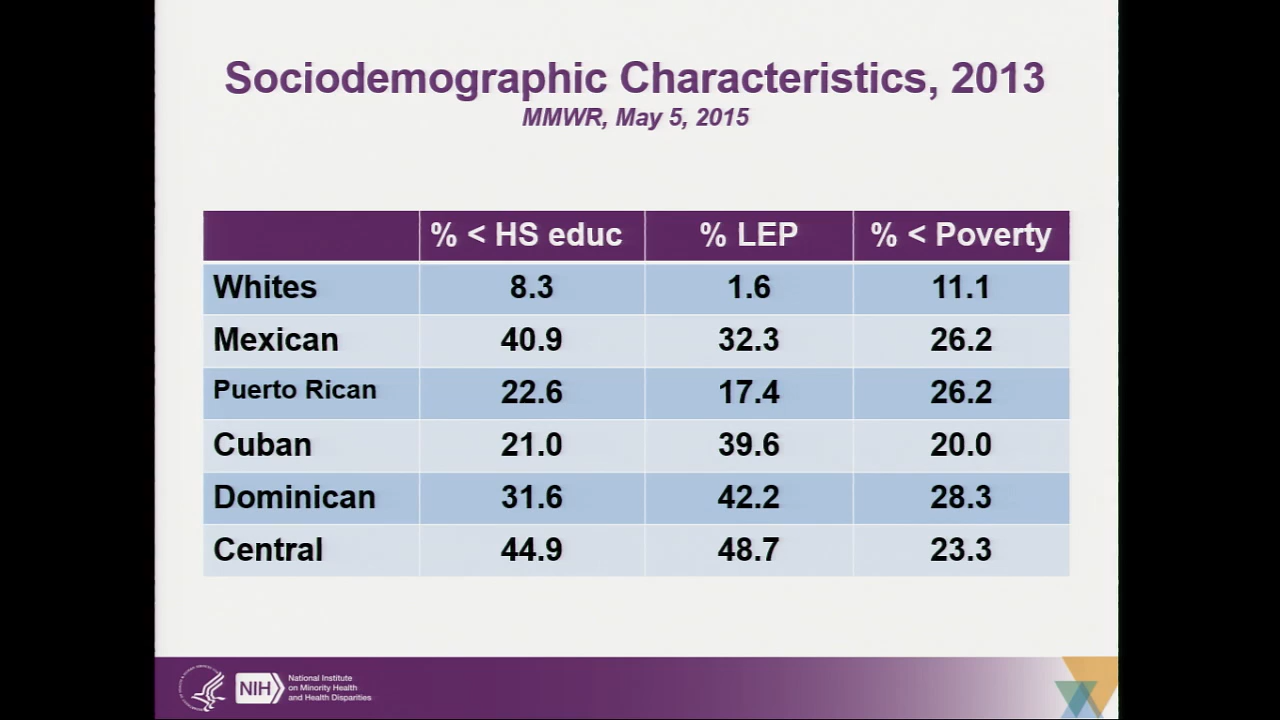 Sociodemographic Characteristics, 2013
MMWR, May 5, 2015
% < HS educ % LEP % < Poverty
Whites 8.3 1.6 11.1
Mexican 40.9 32.3 26.2
Puerto Rican 22.6 17.4 26.2
Cuban 21.0 39.6 20.0
Dominican 31.6 42.2 28.3
Central 44.9 48.7 23.3
NIH
National Institute
on Minority Health
and Health Disparities